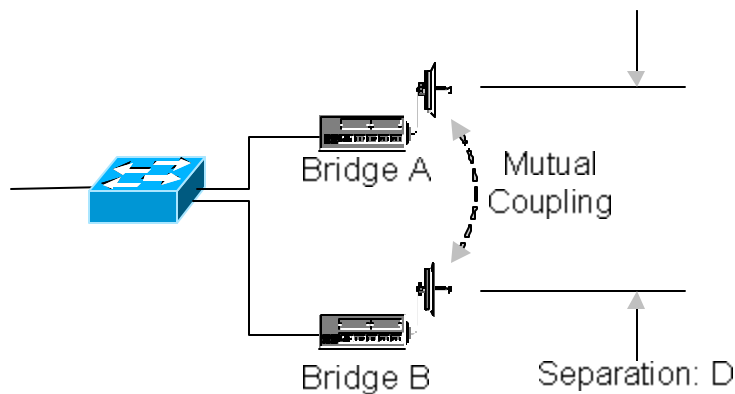 Bridge A
Mutual
Coupling
Bridge B
Separation: D